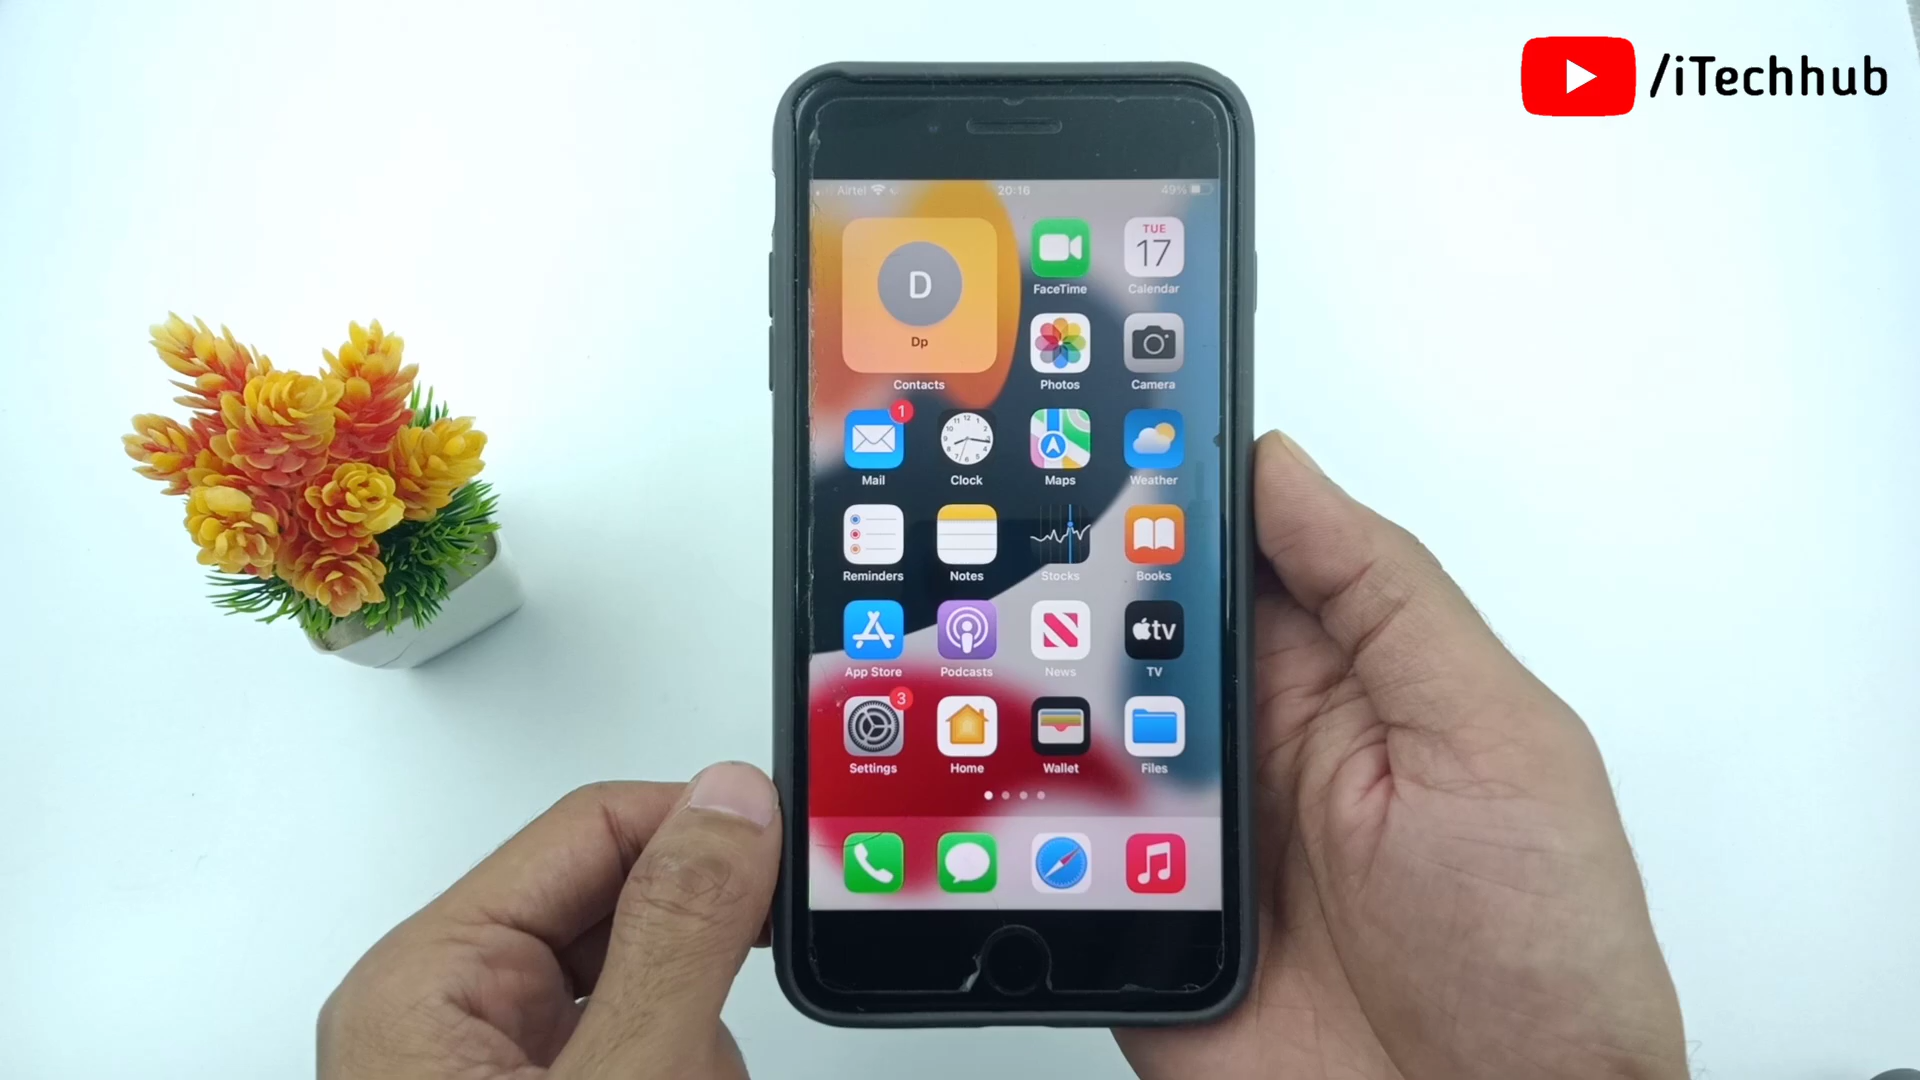 /iTechhub
Airtel 20:16 49%
D
Dp
Contacts
FaceTime
TUE
17
Calendar
Photos
Camera
1
Mail
Clock
Maps
Weather
Reminders
Notes
Stocks
Books
App Store
Podcasts
News
tv
TV
3
Settings
Home
Wallet
Files